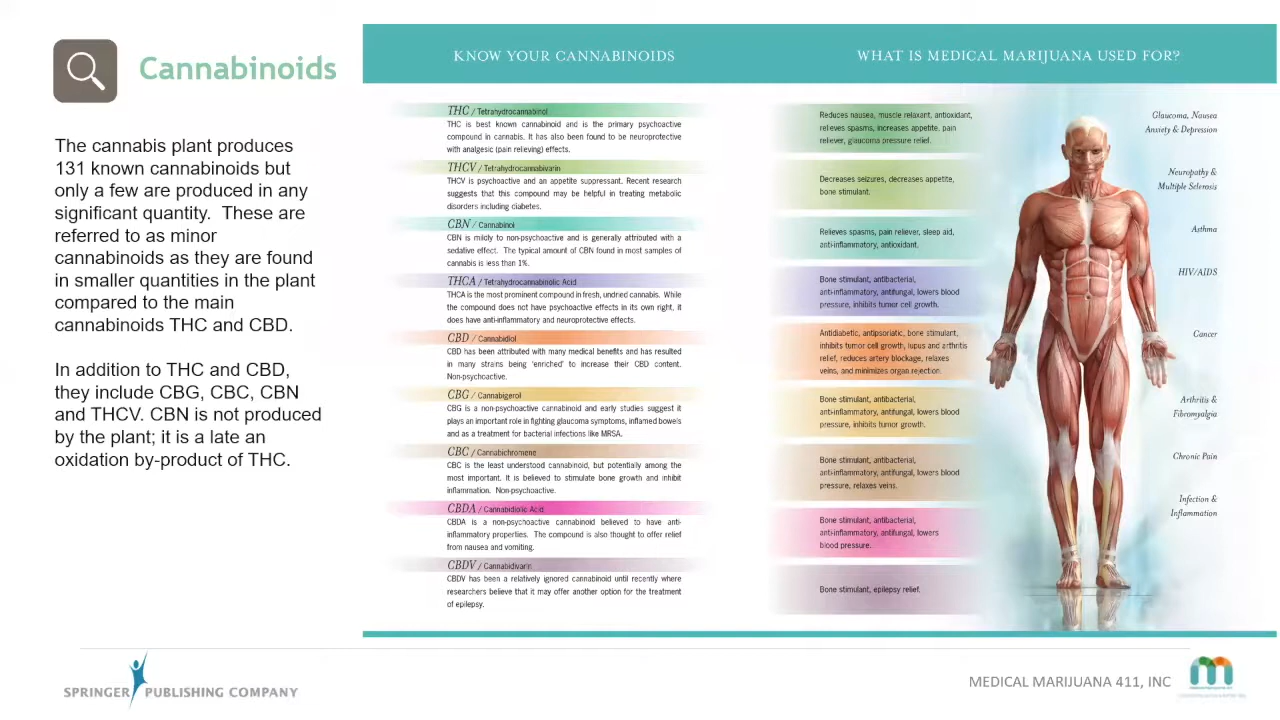 Cannabinoids
The cannabis plant produces
131 known cannabinoids but
only a few are produced in any
significant quantity.  These are
referred to as minor
cannabinoids as they are found
in smaller quantities in the plant
compared to the main
cannabinoids THC and CBD.
In addition to THC and CBD,
they include CBG, CBC, CBN
and THCV. CBN is not produced
by the plant; it is a late an
oxidation by-product of THC.
KNOW YOUR CANNABINOIDS
THC / Tetrahydrocannabinol
THC is best known cannabinoid and is the primary psychoactive
compound in cannabis. It has also been found to be neuroprotective
with analgesic (pain relieving) effects.
THCV / Tetrahydrocannabivarin
THCV is psychoactive and an appetite suppressant. Recent research
suggests that this compound may be helpful in treating metabolic
disorders including diabetes.
CBN / Cannabinol
CBN is mildly to non-psychoactive and is generally attributed with a
sedative effect.  The typical amount of CBN found in most samples of
cannabis is less than 1%.
THCA / Tetrahydrocannabinolic Acid
THCA is the most prominent compound in fresh, undried cannabis. While
the compound does not have psychoactive effects in its own right, it
does have anti-inflammatory and neuroprotective effects.
CBD / Cannabidiol
CBD has been attributed with many medical benefits and has resulted
in many strains being 'enriched' to increase their CBD content.
Non-psychoactive.
CBG / Cannabigerol
CBG is a non-psychoactive cannabinoid and early studies suggest it
plays an important role in fighting glaucoma symptoms, inflamed bowels
and as a treatment for bacterial infections like MRSA.
CBC / Cannabichromene
CBC is the least understood cannabinoid, but potentially among the
most important. It is believed to stimulate bone growth and inhibit
inflammation.  Non-psychoactive.
CBDA / Cannabidiolic Acid
CBDA is a non-psychoactive cannabinoid believed to have anti-
inflammatory properties.  The compound is also thought to offer relief
from nausea and vomiting.
CBDV / Cannabidivarin
CBDV has been a relatively ignored cannabinoid until recently where
researchers believe that it may offer another option for the treatment
of epilepsy.
WHAT IS MEDICAL MARIJUANA USED FOR?
Reduces nausea, muscle relaxant, antioxidant,
relieves spasms, increases appetite, pain
reliever, glaucoma pressure relief.
Decreases seizures, decreases appetite,
bone stimulant.
Relieves spasms, pain reliever, sleep aid,
anti-inflammatory, antioxidant.
Bone stimulant, antibacterial,
anti-inflammatory, antifungal, lowers blood
pressure, inhibits tumor cell growth.
Antidiabetic, antipsoriatic, bone stimulant,
inhibits tumor cell growth, lupus and arthritis
relief, reduces artery blockage, relaxes
veins, and minimizes organ rejection.
Bone stimulant, antibacterial,
anti-inflammatory, antifungal, lowers blood
pressure, inhibits tumor growth.
Bone stimulant, antibacterial,
anti-inflammatory, antifungal, lowers blood
pressure, relaxes veins.
Bone stimulant, antibacterial,
anti-inflammatory, antifungal, lowers
blood pressure.
Bone stimulant, epilepsy relief.
Glaucoma, Nausea
Anxiety & Depression
Neuropathy &
Multiple Sclerosis
Asthma
HIV/AIDS
Cancer
Arthritis &
Fibromyalgia
Chronic Pain
Infection &
Inflammation
SPRINGER PUBLISHING COMPANY
MEDICAL MARIJUANA 411, INC